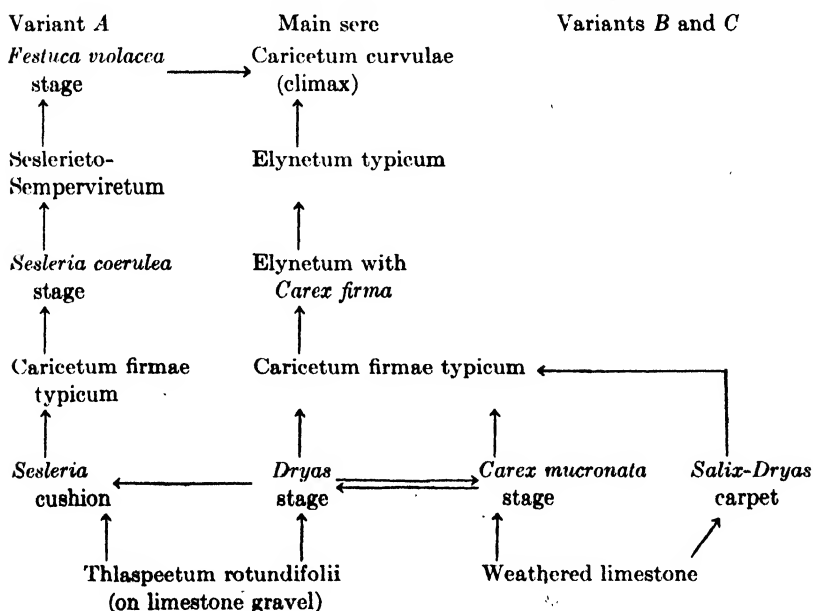 Variant A Main sere Variants B and C
Festuca violacea Caricetum curvulae
stage (climax)
Seslerieto- Elynetum typicum
Semperviretum
Sesleria coerulea Elynetum with
stage Carex firma
Caricetum firmae Caricetum firmae typicum
typicum
Sesleria Dryas Carex mucronata Salix-Dryas
cushion stage stage carpet
Thlaspeetum rotundifolii Weathered limestone
(on limestone gravel)